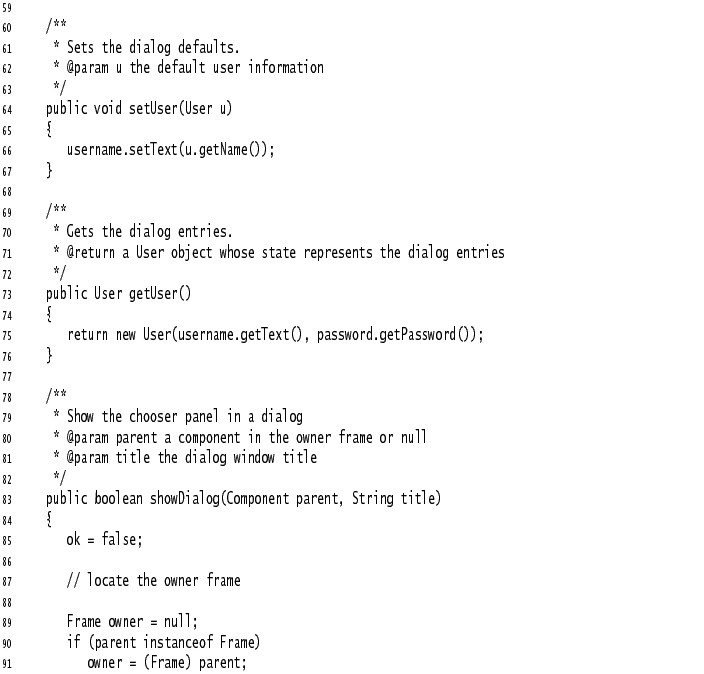 59
60 /**
61 * Sets the dialog defaults.
62 * @param u the default user information
63 */
64 public void setUser(User u)
65 {
66 username.setText(u.getName());
67 }
68
69 /**
70 * Gets the dialog entries.
71 * @return a User object whose state represents the dialog entries
72 */
73 public User getUser()
74 {
75 return new User(username.getText(), password.getPassword());
76 }
77
78 /**
79 * Show the chooser panel in a dialog
80 * @param parent a component in the owner frame or null
81 * @param title the dialog window title
82 */
83 public boolean showDialog(Component parent, String title)
84 {
85 ok = false;
86
87 // locate the owner frame
88
89 Frame owner = null;
90 if (parent instanceof Frame)
91 owner = (Frame) parent;